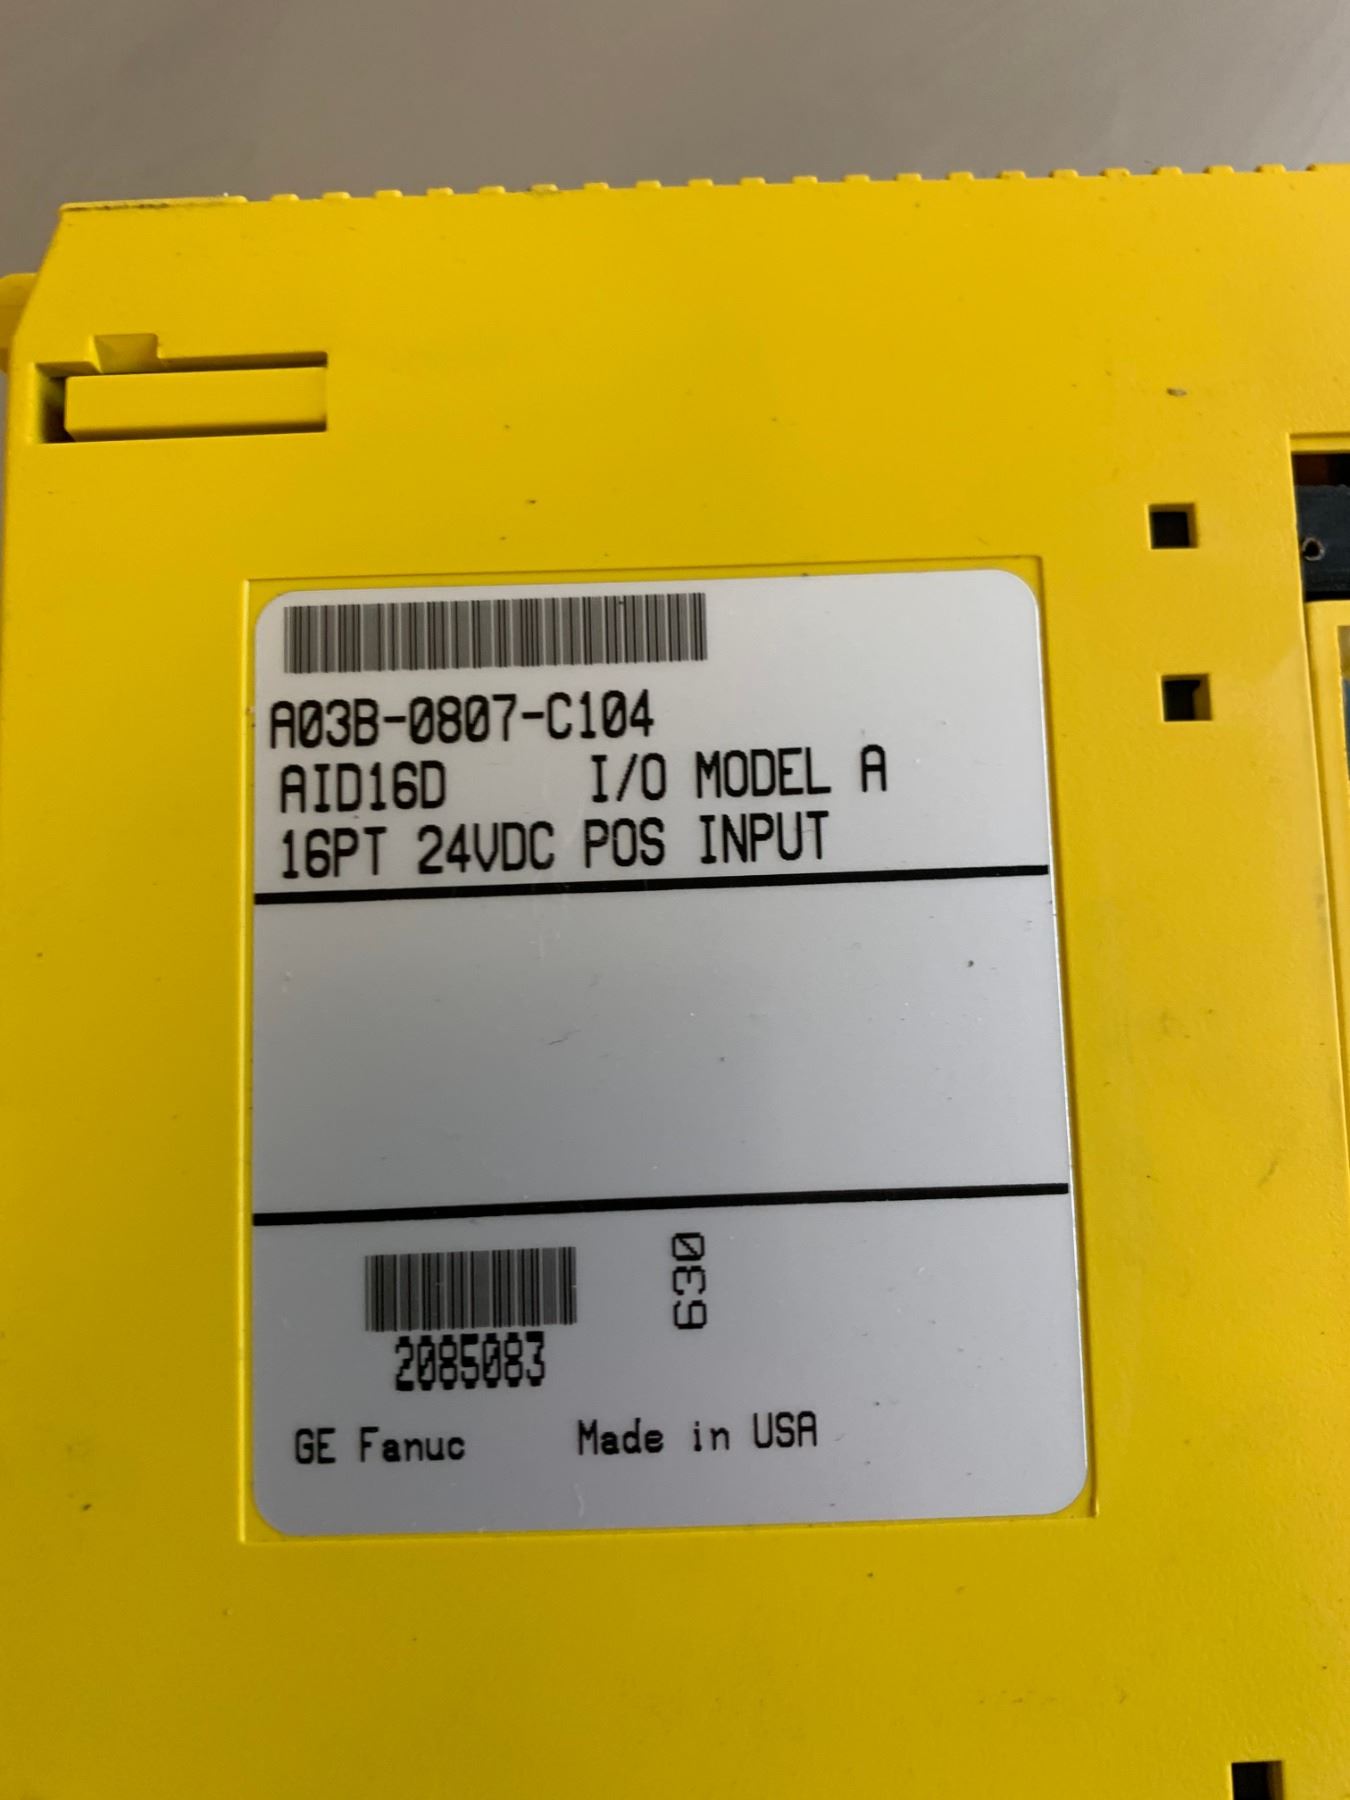 A03B-0807-C104
AID16D I/O MODEL A
16PT 24VDC POS INPUT
630
2085083
GE Fanuc Made in USA